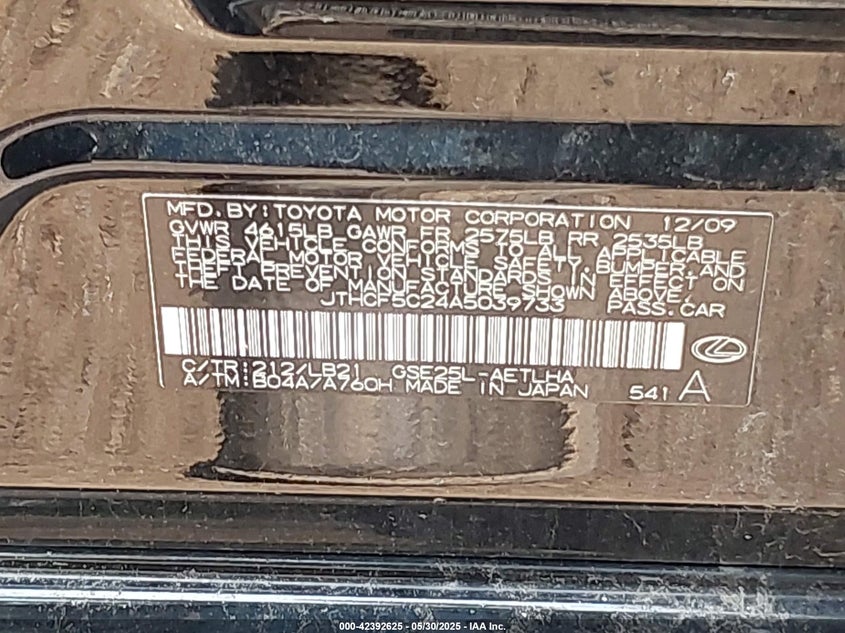 MFD.BY:TOYOTA MOTOR CORPORATION 12/09
GVWR 4615LB GAWR FR 2575LB RR 2535LB
THIS VEHICLE CONFORMS TO ALL APPLICABLE
FEDERAL MOTOR VEHICLE SAFETY,BUMPER,AND
THEFT PREVENTION STANDARDS IN EFFECT ON
THE DATE OF MANUFACTURE SHOWN ABOVE.
JTHCF5C24A5039733 PASS.CAR
C/TR:212/LB21 GSE25L-AETLHA
A/TM:B04A/A760H MADE IN JAPAN 541 A
000-42392625 - 05/30/2025 - IAA Inc.